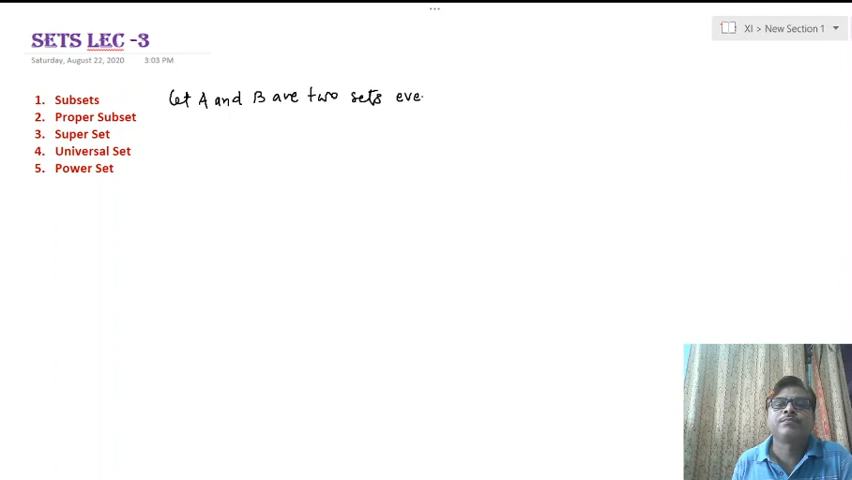 XI > New Section 1
SETS LEC -3
Saturday, August 22, 2020 3:03 PM
1. Subsets
2. Proper Subset
3. Super Set
4. Universal Set
5. Power Set
Let A and B are two sets eve